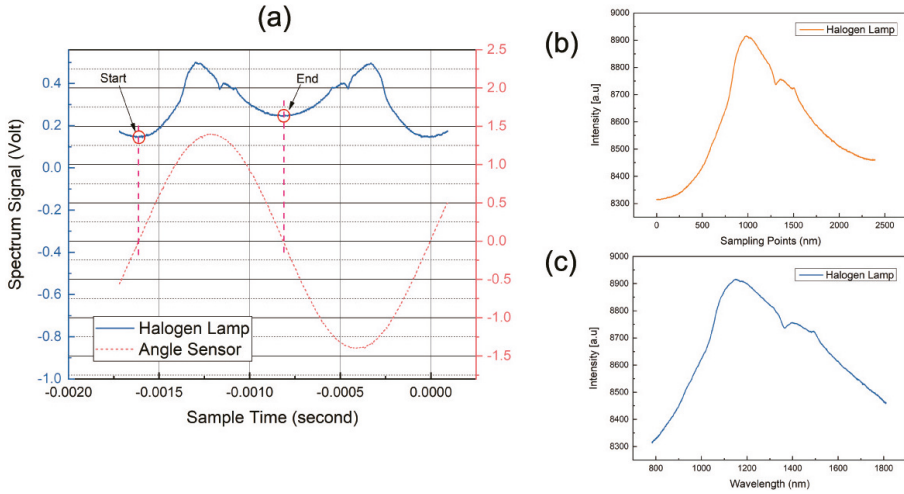 (a)
Start
End
Spectrum Signal (Volt)
0.4
0.2
0.0
-0.2
-0.4
-0.6
-0.8
-1.0
2.5
2.0
1.5
1.0
0.5
0.0
-0.5
-1.0
-1.5
Halogen Lamp
Angle Sensor
-0.0020 -0.0015 -0.0010 -0.0005 0.0000
Sample Time (second)
(b)
Halogen Lamp
Intensity [a.u]
9000
8900
8800
8700
8600
8500
8400
8300
0 500 1000 1500 2000 2500
Sampling Points (nm)
(c)
Halogen Lamp
Intensity [a.u]
9000
8900
8800
8700
8600
8500
8400
8300
800 1000 1200 1400 1600 1800
Wavelength (nm)